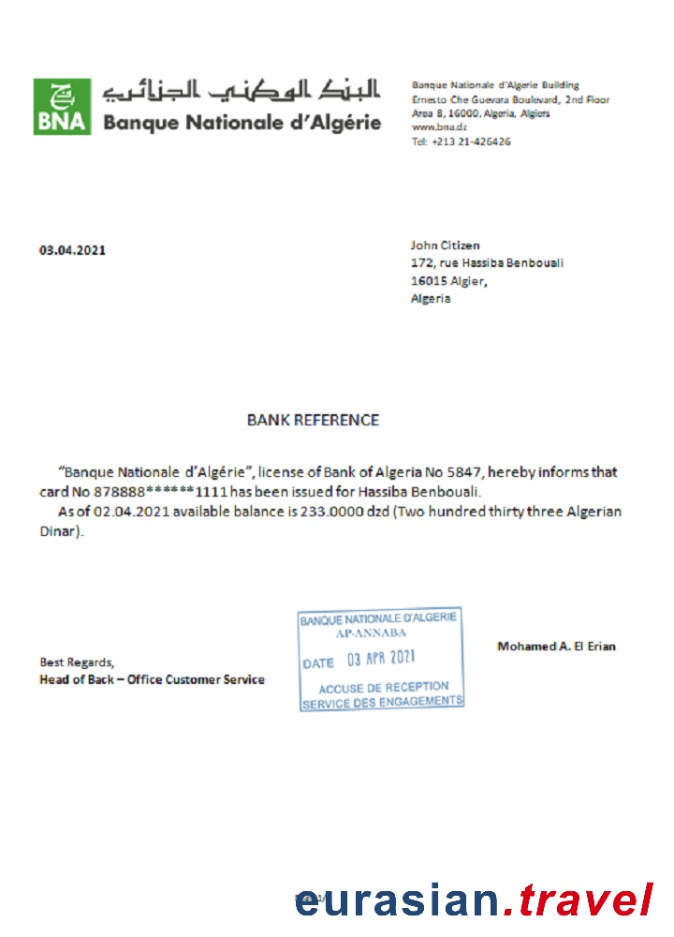 البنك الوطني الجزائري
BNA Banque Nationale d'Algérie
Banque Nationale d'Algerie Building
Ernesto Che Guevara Boulevard, 2nd Floor
Area 8, 16000, Algeria, Algiers
www.bna.dz
Tel: +213 21-426426
03.04.2021
John Citizen
172, rue Hassiba Benbouali
16015 Algier,
Algeria
BANK REFERENCE
“Banque Nationale d’Algérie”, license of Bank of Algeria No 5847, hereby informs that
card No 878888******1111 has been issued for Hassiba Benbouali.
As of 02.04.2021 available balance is 233.0000 dzd (Two hundred thirty three Algerian
Dinar).
BANQUE NATIONALE D'ALGERIE
AP-ANNABA
DATE 03 APR 2021
ACCUSE DE RECEPTION
SERVICE DES ENGAGEMENTS
Mohamed A. El Erian
Best Regards,
Head of Back – Office Customer Service
eurasian.travel